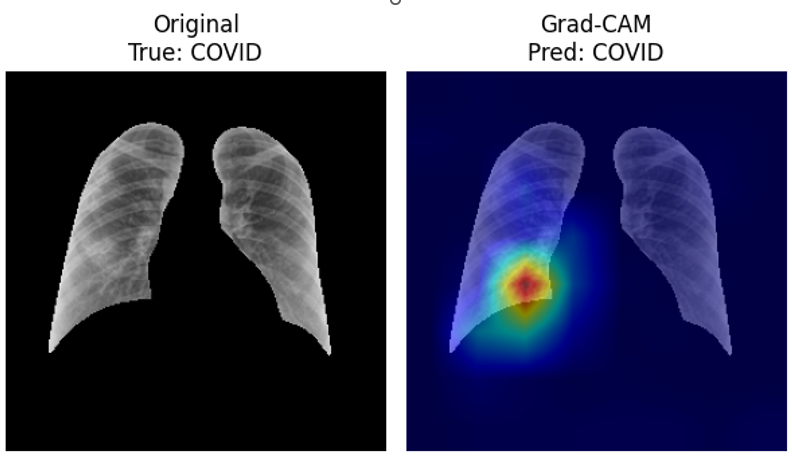 Original
True: COVID
Grad-CAM
Pred: COVID